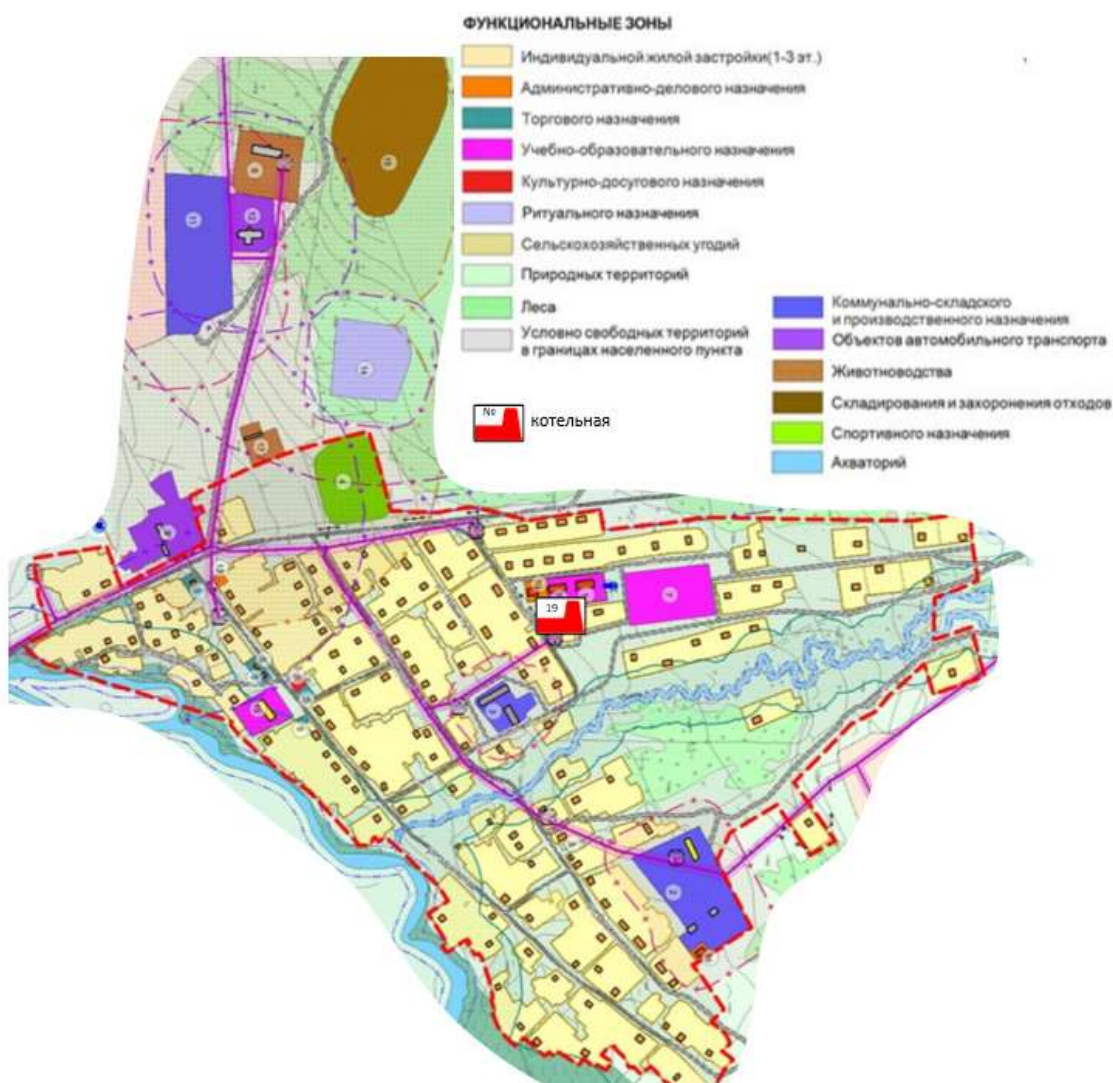 ФУНКЦИОНАЛЬНЫЕ ЗОНЫ
Индивидуальной жилой застройки(1-3 эт.)
Административно-делового назначения
Торгового назначения
Учебно-образовательного назначения
Культурно-досугового назначения
Ритуального назначения
Сельскохозяйственных угодий
Природных территорий
Леса
Условно свободных территорий
в границах населенного пункта
№
котельная
Коммунально-складского
и производственного назначения
Объектов автомобильного транспорта
Животноводства
Складирования и захоронения отходов
Спортивного назначения
Акваторий
19